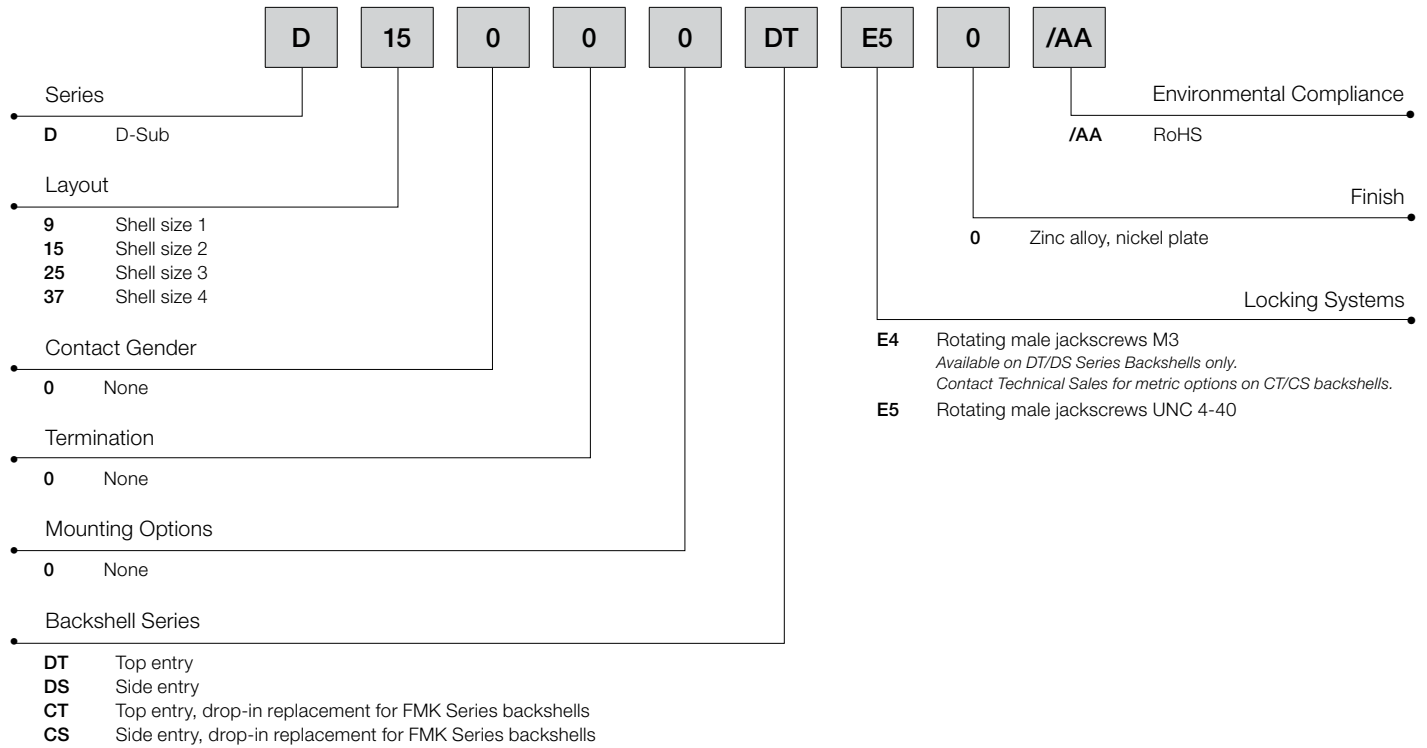 D 15 0 0 0 DT E5 0 /AA
Series
D D-Sub
Layout
9 Shell size 1
15 Shell size 2
25 Shell size 3
37 Shell size 4
Contact Gender
0 None
Termination
0 None
Mounting Options
0 None
Backshell Series
DT Top entry
DS Side entry
CT Top entry, drop-in replacement for FMK Series backshells
CS Side entry, drop-in replacement for FMK Series backshells
Environmental Compliance
/AA RoHS
Finish
0 Zinc alloy, nickel plate
Locking Systems
E4 Rotating male jackscrews M3
Available on DT/DS Series Backshells only.
Contact Technical Sales for metric options on CT/CS backshells.
E5 Rotating male jackscrews UNC 4-40